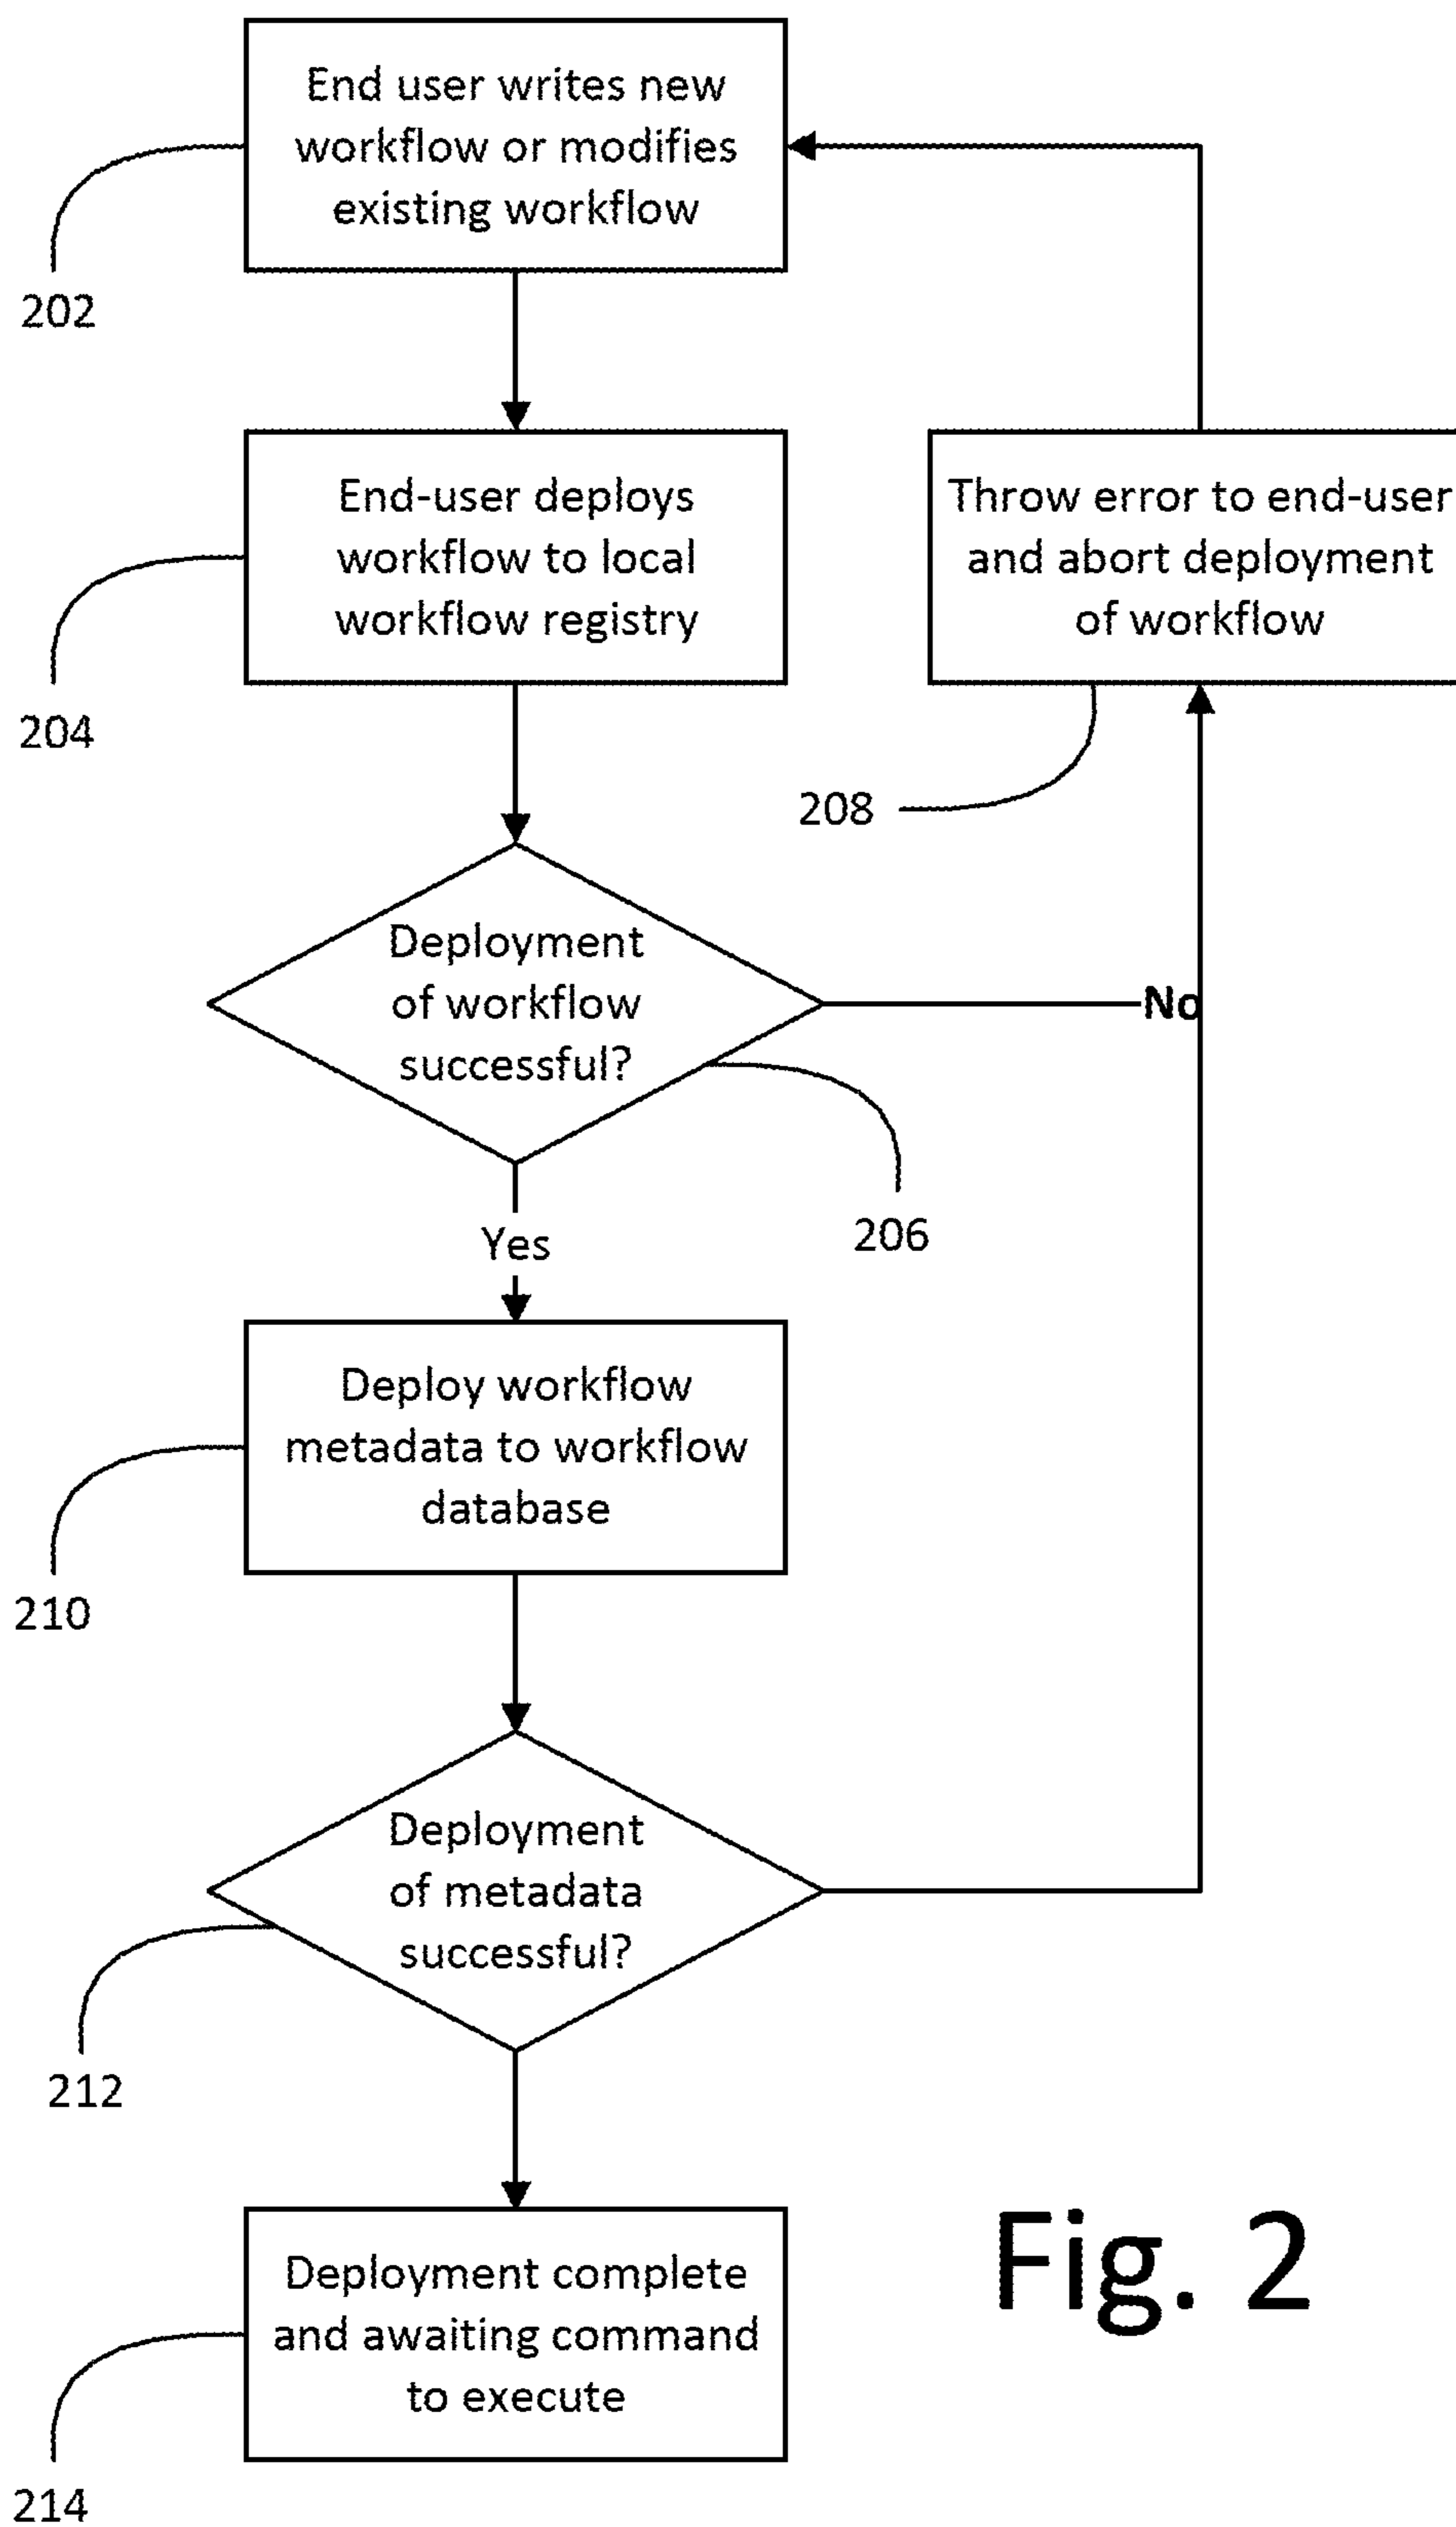 End user writes new
workflow or modifies
existing workflow
202
End-user deploys
workflow to local
workflow registry
204
Throw error to end-user
and abort deployment
of workflow
208
Deployment
of workflow
successful?
No
206
Yes
Deploy workflow
metadata to workflow
database
210
Deployment
of metadata
successful?
212
Deployment complete
and awaiting command
to execute
214
Fig. 2